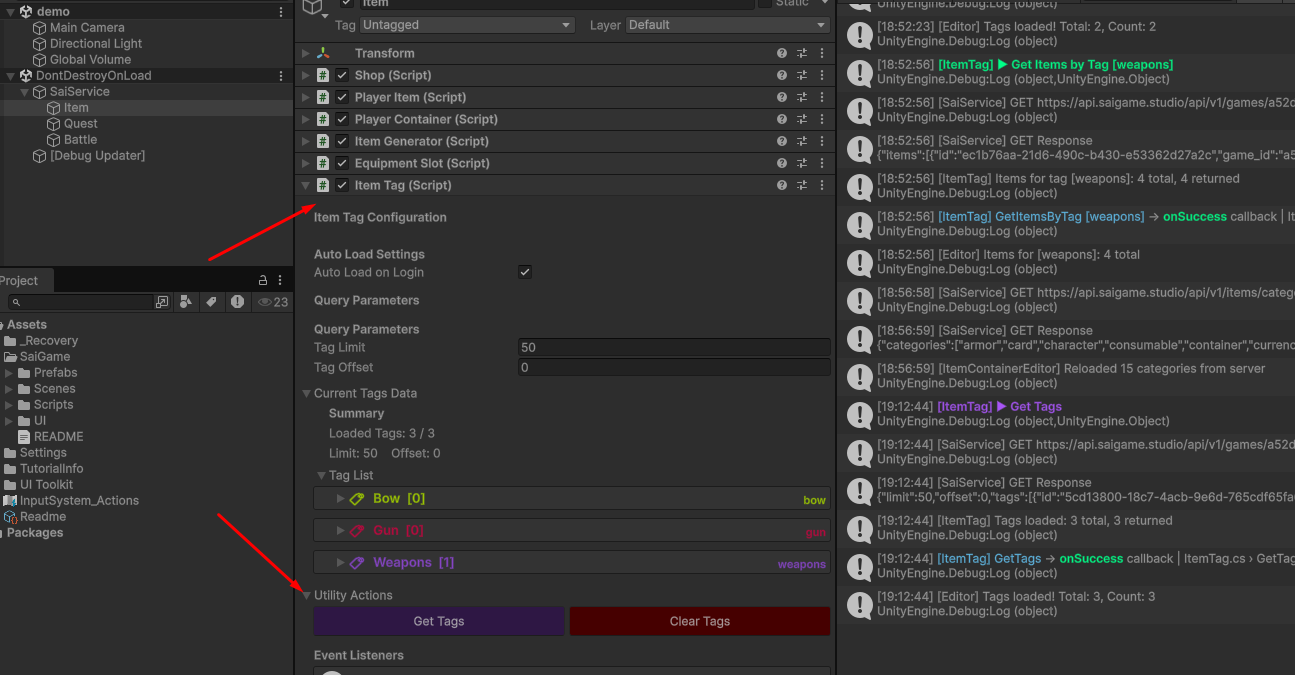 demo
Main Camera
Directional Light
Global Volume
DontDestroyOnLoad
SaiService
Item
Quest
Battle
[Debug Updater]
Project
23
Assets
_Recovery
SaiGame
Prefabs
Scenes
Scripts
UI
README
Settings
TutorialInfo
UI Toolkit
InputSystem_Actions
Readme
Packages
Item
Static
Tag Untagged Layer Default
Transform
# Shop (Script)
# Player Item (Script)
# Player Container (Script)
# Item Generator (Script)
# Equipment Slot (Script)
# Item Tag (Script)
Item Tag Configuration
Auto Load Settings
Auto Load on Login
Query Parameters
Query Parameters
Tag Limit 50
Tag Offset 0
Current Tags Data
Summary
Loaded Tags: 3 / 3
Limit: 50 Offset: 0
Tag List
Bow [0] bow
Gun [0] gun
Weapons [1] weapons
Utility Actions
Get Tags Clear Tags
Event Listeners
UnityEngine.Debug:Log (object)
[18:52:23] [Editor] Tags loaded! Total: 2, Count: 2
UnityEngine.Debug:Log (object)
[18:52:56] [ItemTag] ▶ Get Items by Tag [weapons]
UnityEngine.Debug:Log (object,UnityEngine.Object)
[18:52:56] [SaiService] GET https://api.saigame.studio/api/v1/games/a52d
UnityEngine.Debug:Log (object)
[18:52:56] [SaiService] GET Response
{"items":[{"id":"ec1b76aa-21d6-490c-b430-e53362d27a2c","game_id":"a5
[18:52:56] [ItemTag] Items for tag [weapons]: 4 total, 4 returned
UnityEngine.Debug:Log (object)
[18:52:56] [ItemTag] GetItemsByTag [weapons] → onSuccess callback | It
UnityEngine.Debug:Log (object)
[18:52:56] [Editor] Items for [weapons]: 4 total
UnityEngine.Debug:Log (object)
[18:56:58] [SaiService] GET https://api.saigame.studio/api/v1/items/categ
UnityEngine.Debug:Log (object)
[18:56:59] [SaiService] GET Response
{"categories":["armor","card","character","consumable","container","currenc
[18:56:59] [ItemContainerEditor] Reloaded 15 categories from server
UnityEngine.Debug:Log (object)
[19:12:44] [ItemTag] ▶ Get Tags
UnityEngine.Debug:Log (object,UnityEngine.Object)
[19:12:44] [SaiService] GET https://api.saigame.studio/api/v1/games/a52d
UnityEngine.Debug:Log (object)
[19:12:44] [SaiService] GET Response
{"limit":50,"offset":0,"tags":[{"id":"5cd13800-18c7-4acb-9e6d-765cdf65fa
[19:12:44] [ItemTag] Tags loaded: 3 total, 3 returned
UnityEngine.Debug:Log (object)
[19:12:44] [ItemTag] GetTags → onSuccess callback | ItemTag.cs › GetTag
UnityEngine.Debug:Log (object)
[19:12:44] [Editor] Tags loaded! Total: 3, Count: 3
UnityEngine.Debug:Log (object)